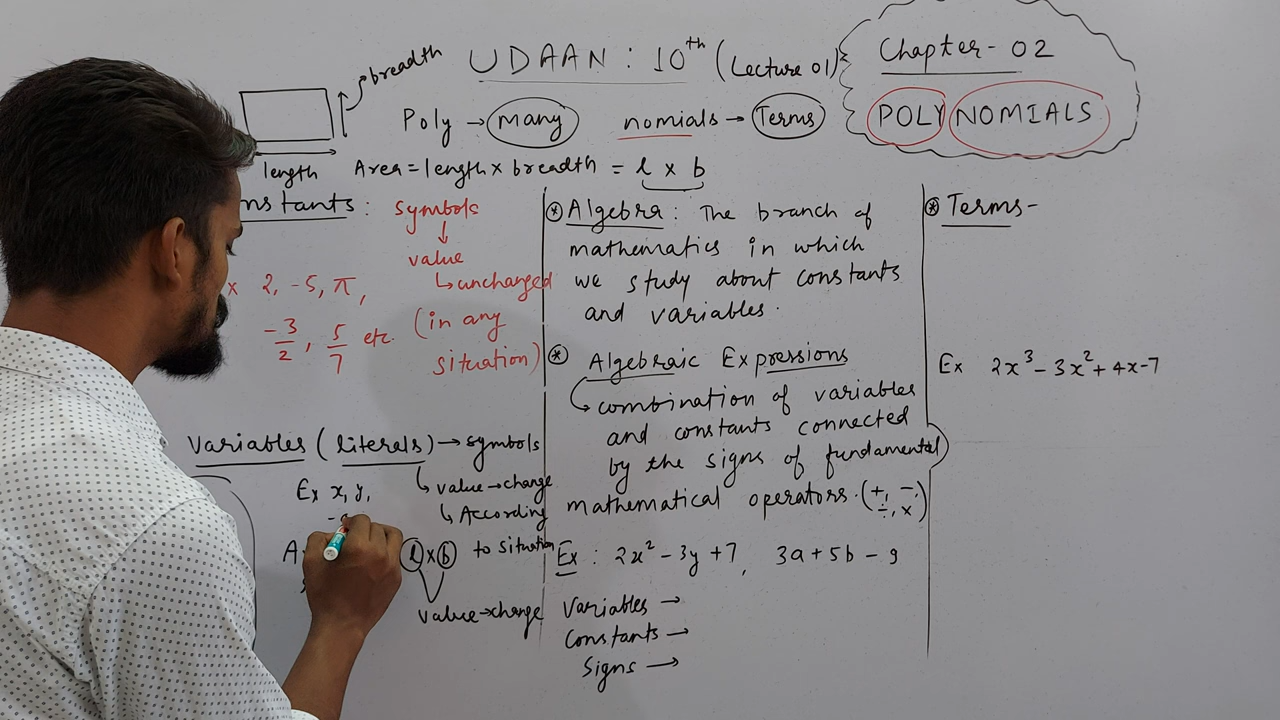 breadth
UDAAN : 10th (Lecture 01)
Chapter - 02
POLYNOMIALS
Poly → many nomials → Terms
length
Area = length × breadth = l × b
nstants : symbols
↓
value
↳ unchanged
(in any
situation)
x 2, -5, π,
-3/2, 5/7 etc.
Variables (literals) → symbols
↳ value → change
↳ According
to situation
Ex x, y,
A
l × b
value → change
* Algebra : The branch of
mathematics in which
we study about constants
and variables.
* Algebraic Expressions
↳ combination of variables
and constants connected
by the signs of fundamental
mathematical operators. (+, -, ÷, ×)
Ex : 2x² - 3y + 7, 3a + 5b - 9
Variables →
Constants →
Signs →
* Terms -
Ex 2x³ - 3x² + 4x - 7